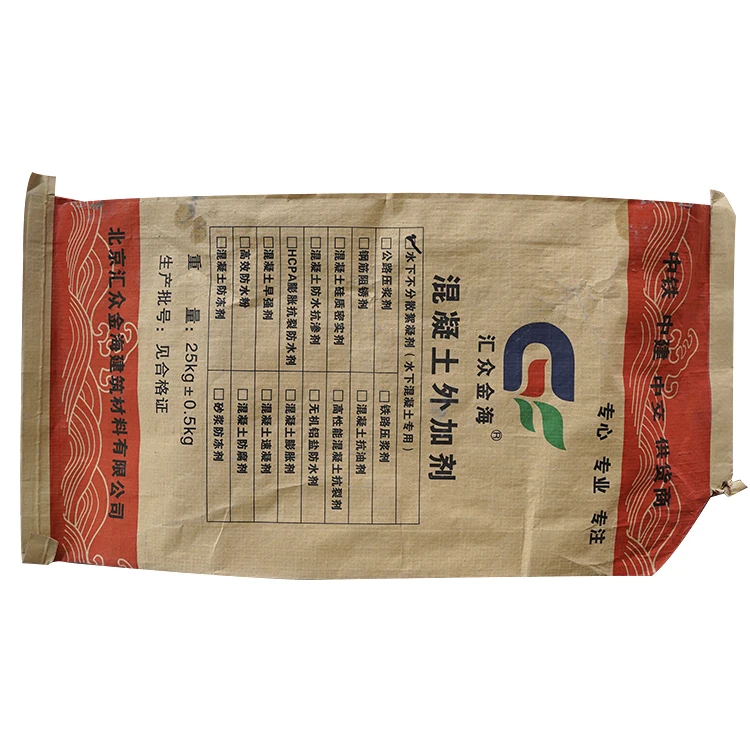 中铁 中建 中交 供货商
专心 专业 专注
汇众金海®
混凝土外加剂
☑水下不分散絮凝剂（水下混凝土专用）
□公路压浆剂 □铁路压浆剂
□钢筋阻锈剂 □混凝土抗油剂
□混凝土硅质密实剂 □高性能混凝土抗裂剂
□混凝土防水抗渗剂 □无机铝盐防水剂
□HCPA膨胀抗裂防水剂 □混凝土膨胀剂
□混凝土早强剂 □混凝土速凝剂
□高效防水粉 □混凝土防腐剂
□混凝土防冻剂 □砂浆防冻剂
重 量：25kg±0.5kg
生产批号：见合格证
北京汇众金海建筑材料有限公司